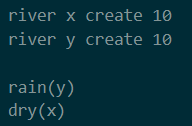 river x create 10
river y create 10
rain(y)
dry(x)